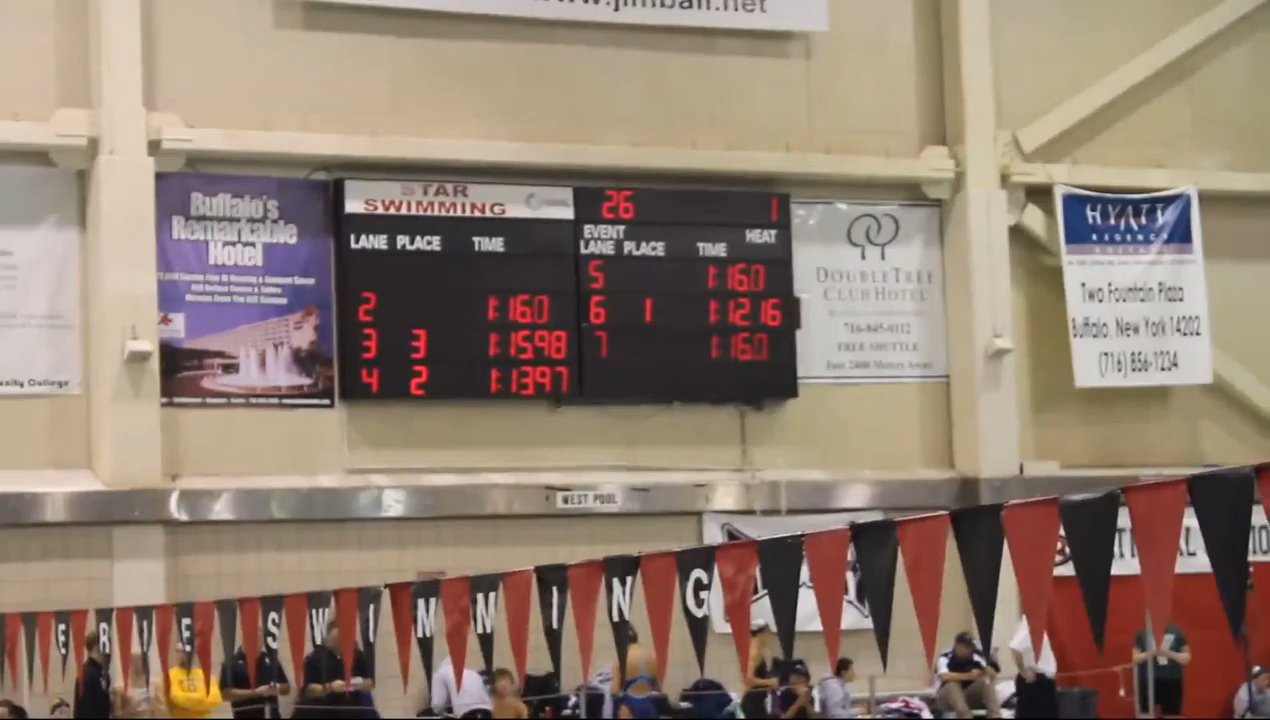 www.jimball.net
Buffalo's
Remarkable
Hotel
STAR
SWIMMING
LANE PLACE TIME
2 1:16.0
3 3 1:15.98
4 2 1:13.97
26 1
EVENT HEAT
LANE PLACE TIME
5 1:16.0
6 1 1:12.16
7 1:16.0
DOUBLETREE
CLUB HOTEL
716-845-0112
FREE SHUTTLE
HYATT
REGENCY
Two Fountain Plaza
Buffalo, New York 14202
(716) 856-1234
WEST POOL
ERIE SWIMMING